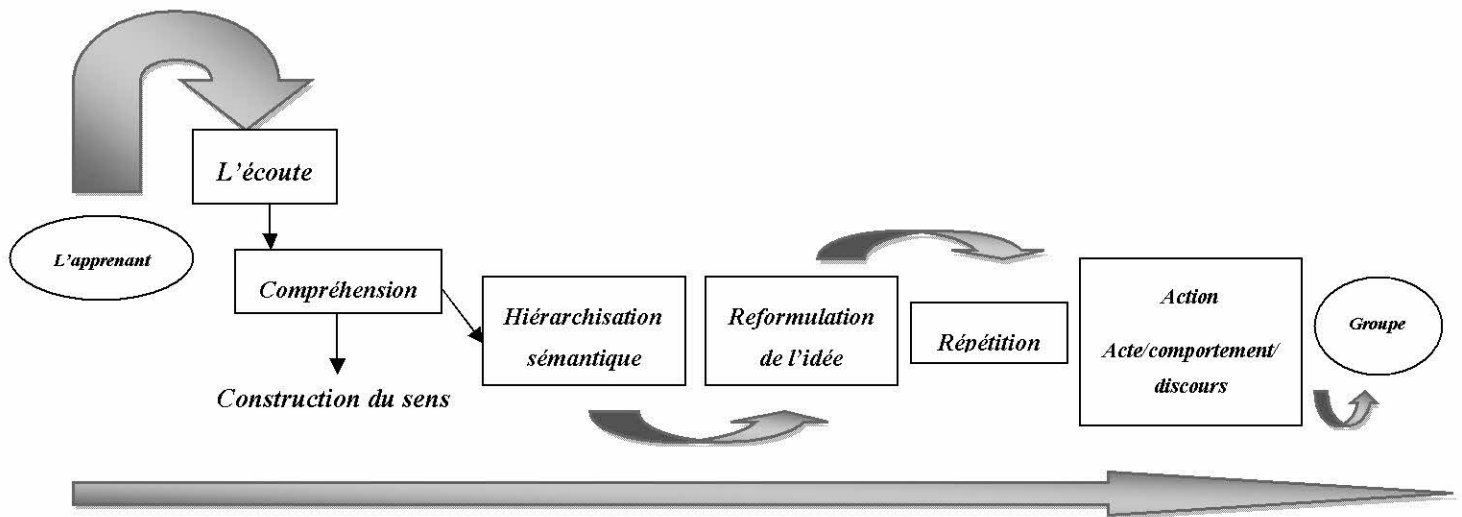 L'écoute
L'apprenant
Compréhension
Construction du sens
Hiérarchisation
sémantique
Reformulation
de l'idée
Répétition
Action
Acte/comportement/
discours
Groupe